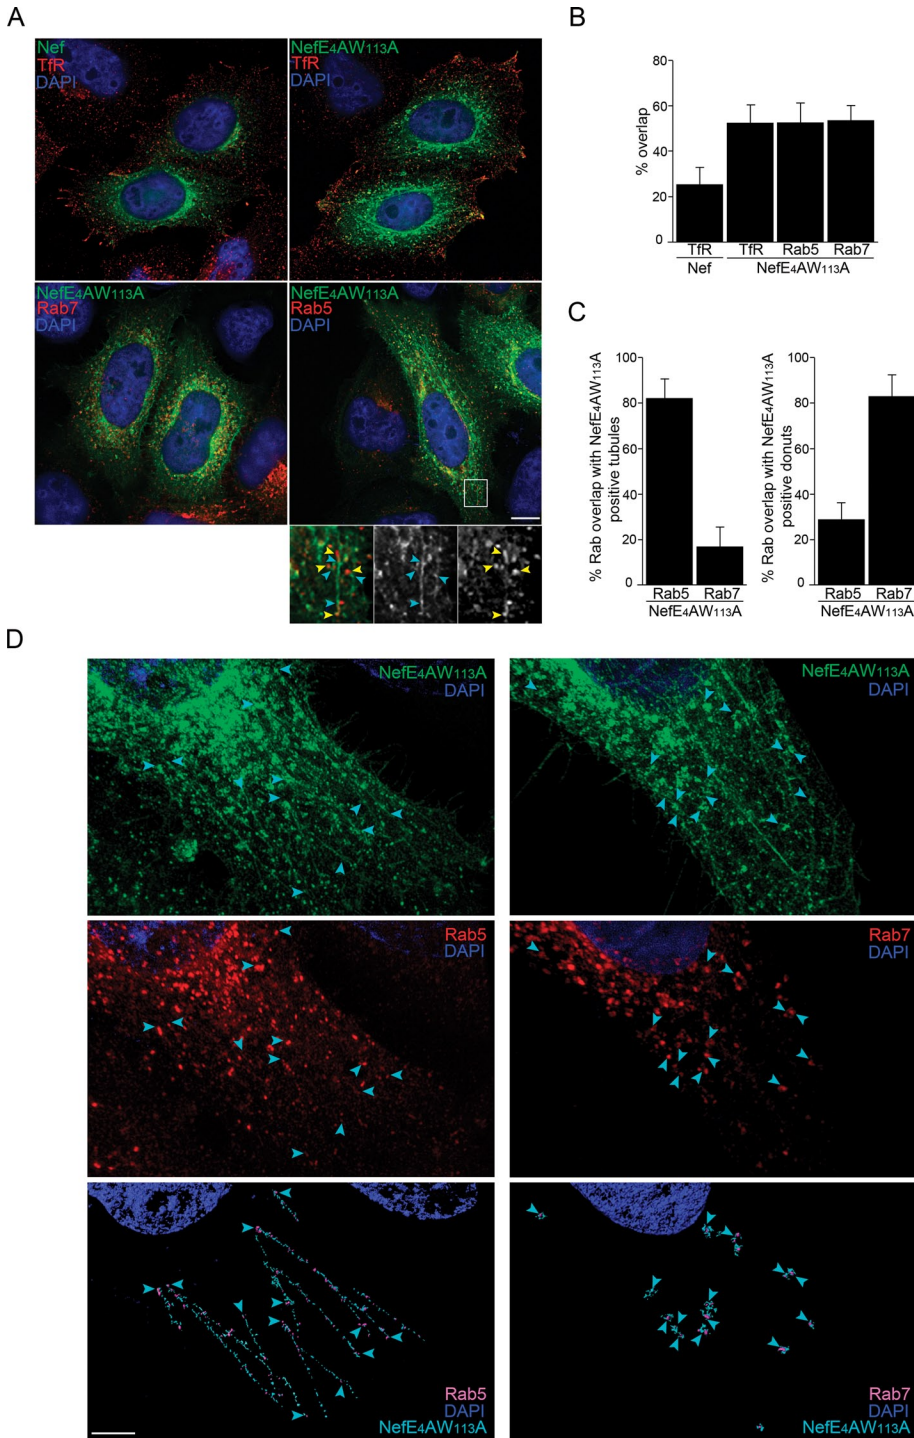 A
Nef
TfR
DAPI
NefE4AW113A
TfR
DAPI
NefE4AW113A
Rab7
DAPI
NefE4AW113A
Rab5
DAPI
B
% overlap
80
60
40
20
0
TfR
TfR
Rab5
Rab7
Nef
NefE4AW113A
C
% Rab overlap with NefE4AW113A
positive tubules
100
80
60
40
20
0
Rab5
Rab7
NefE4AW113A
% Rab overlap with NefE4AW113A
positive donuts
100
80
60
40
20
0
Rab5
Rab7
NefE4AW113A
D
NefE4AW113A
DAPI
NefE4AW113A
DAPI
Rab5
DAPI
Rab7
DAPI
Rab5
DAPI
NefE4AW113A
Rab7
DAPI
NefE4AW113A